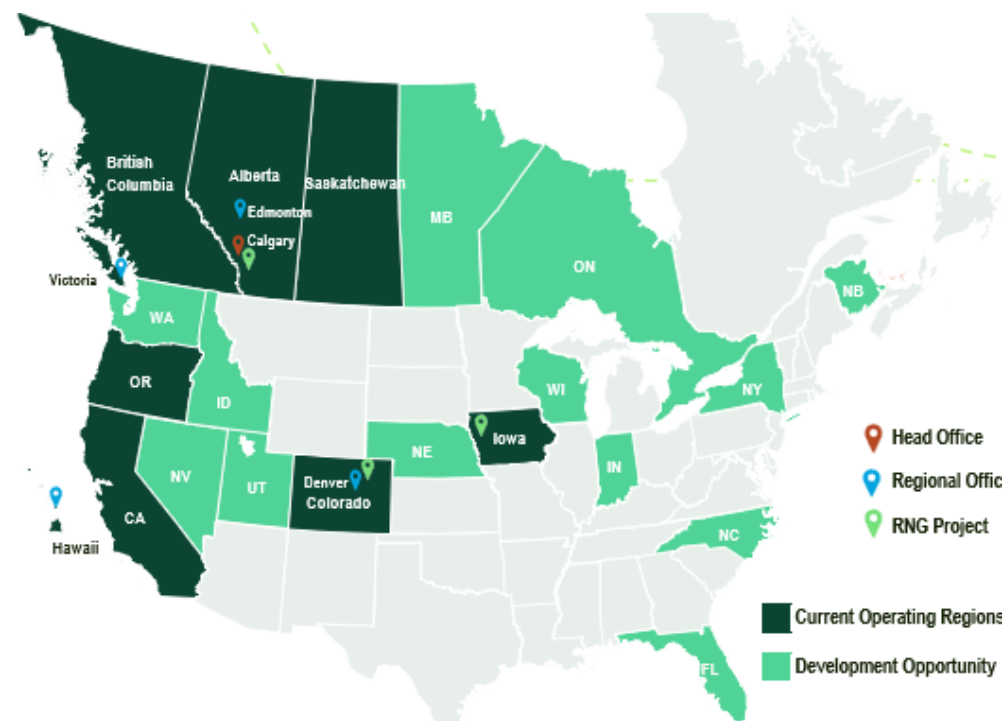 British
Columbia
Alberta
Saskatchewan
Edmonton
Calgary
MB
ON
NB
Victoria
WA
OR
ID
WI
NY
Iowa
NE
IN
NV
UT
Denver
Colorado
CA
Hawaii
NC
FL
Head Office
Regional Offic
RNG Project
Current Operating Regions
Development Opportunity